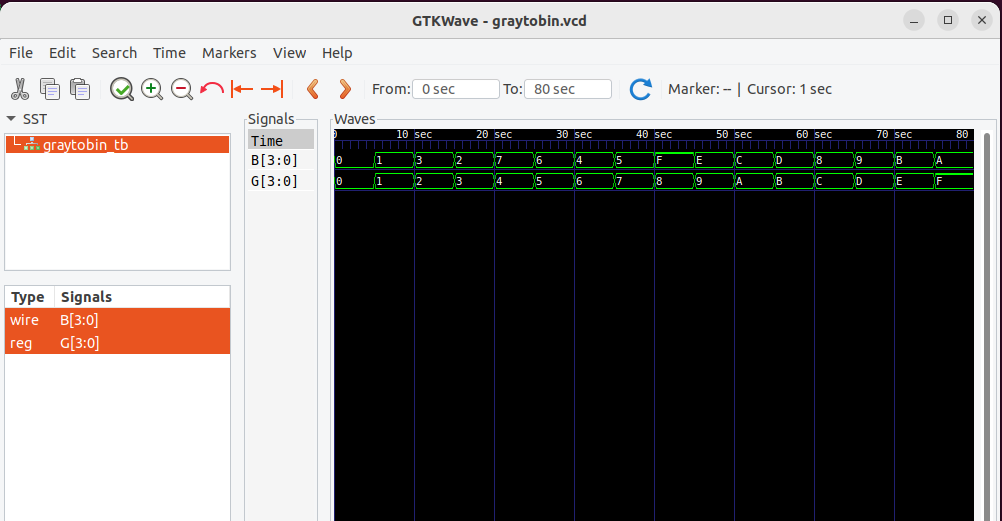 GTKWave - graytobin.vcd
File Edit Search Time Markers View Help
From: 0 sec To: 80 sec Marker: -- | Cursor: 1 sec
SST
graytobin_tb
Type Signals
wire B[3:0]
reg G[3:0]
Signals
Time
B[3:0]
G[3:0]
Waves
0 10 sec 20 sec 30 sec 40 sec 50 sec 60 sec 70 sec 80
0 1 3 2 7 6 4 5 F E C D 8 9 B A
0 1 2 3 4 5 6 7 8 9 A B C D E F